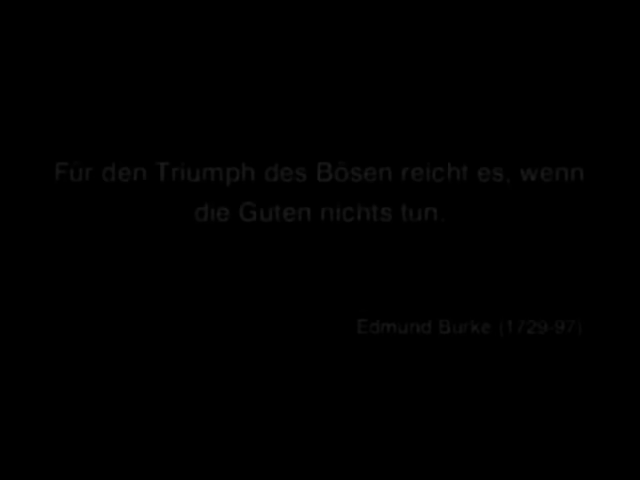 Für den Triumph des Bösen reicht es, wenn
die Guten nichts tun.
Edmund Burke (1729-97)